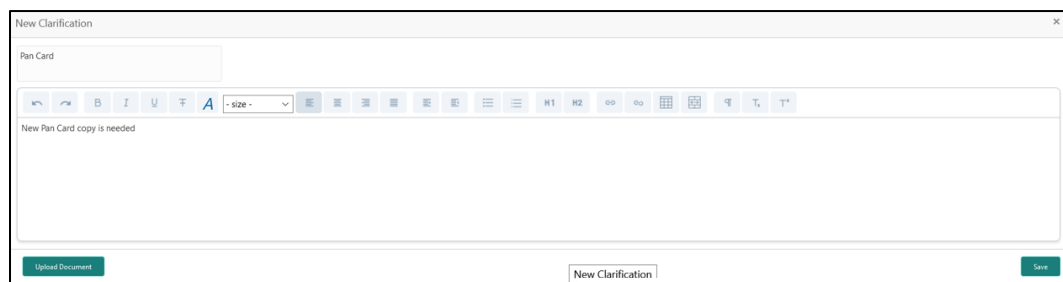 New Clarification ×
Pan Card
B I U T A - size - H1 H2 ¶ T, T*
New Pan Card copy is needed
Upload Document New Clarification Save